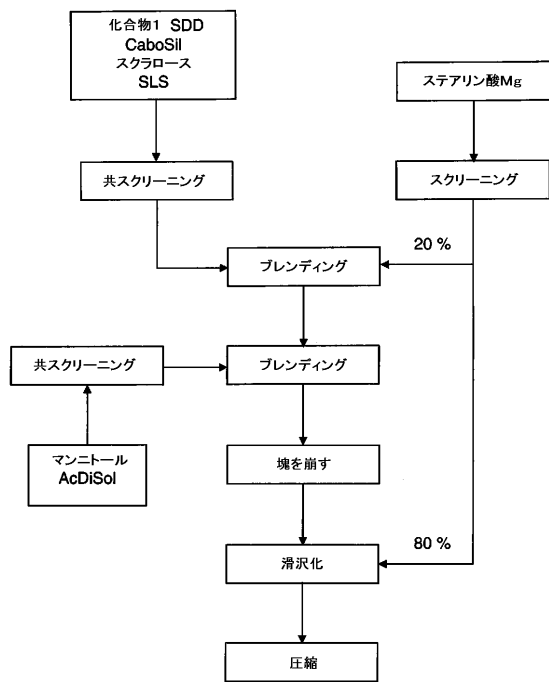 化合物1 SDD
CaboSil
スクラロース
SLS
ステアリン酸Mg
共スクリーニング
スクリーニング
20 %
ブレンディング
共スクリーニング
ブレンディング
マンニトール
AcDiSol
塊を崩す
80 %
滑沢化
圧縮